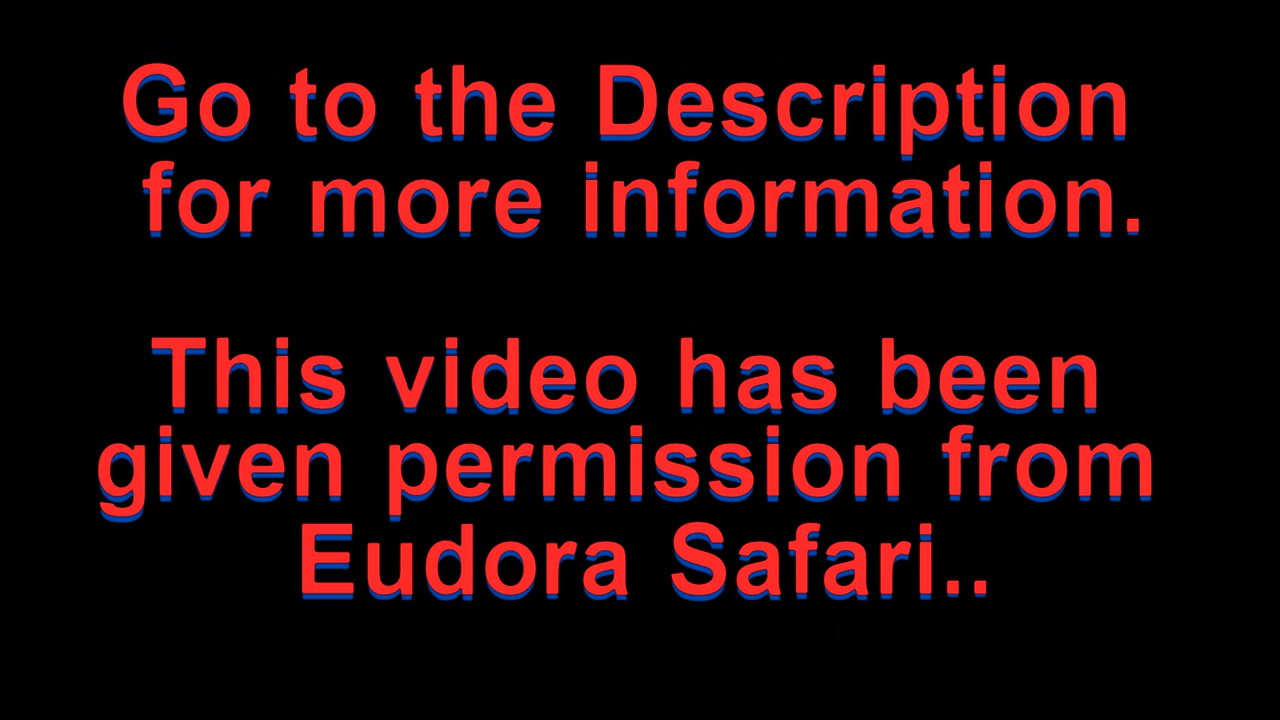 Go to the Description
for more information.
This video has been
given permission from
Eudora Safari..